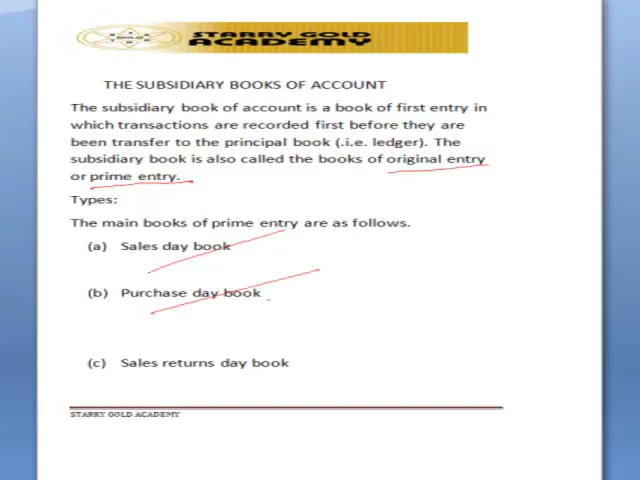 STARRY GOLD
ACADEMY
THE SUBSIDIARY BOOKS OF ACCOUNT
The subsidiary book of account is a book of first entry in
which transactions are recorded first before they are
been transfer to the principal book (.i.e. ledger). The
subsidiary book is also called the books of original entry
or prime entry.
Types:
The main books of prime entry are as follows.
(a) Sales day book
(b) Purchase day book
(c) Sales returns day book
STARRY GOLD ACADEMY